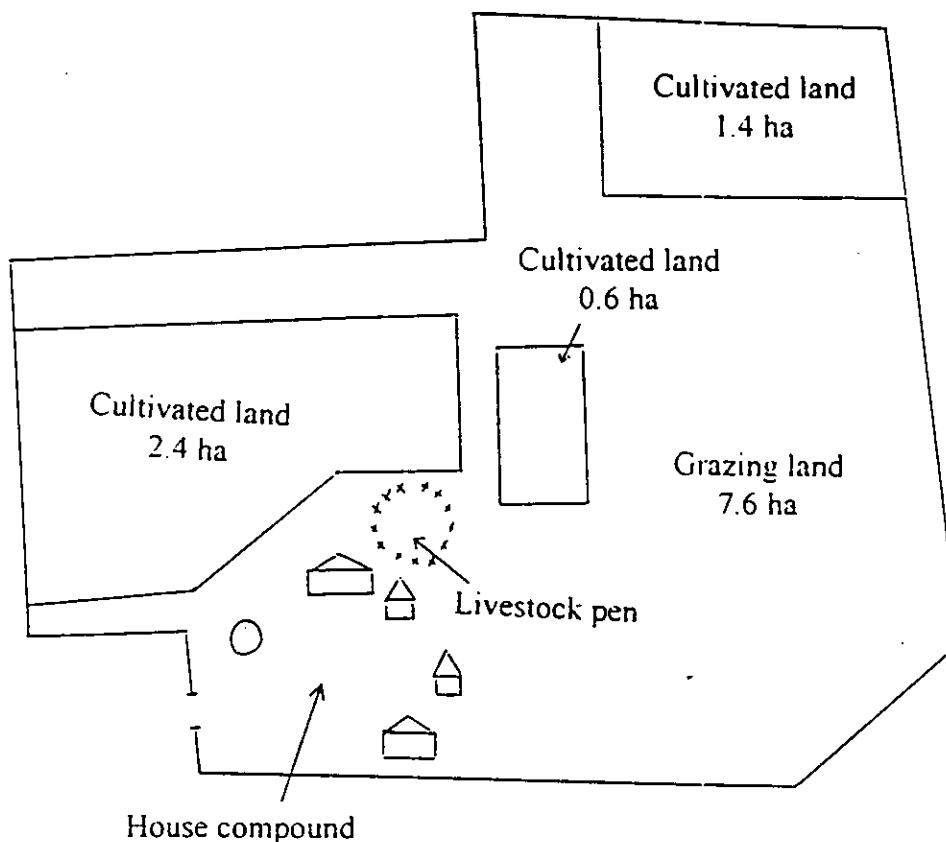 Cultivated land
1.4 ha
Cultivated land
0.6 ha
Cultivated land
2.4 ha
Grazing land
7.6 ha
Livestock pen
House compound